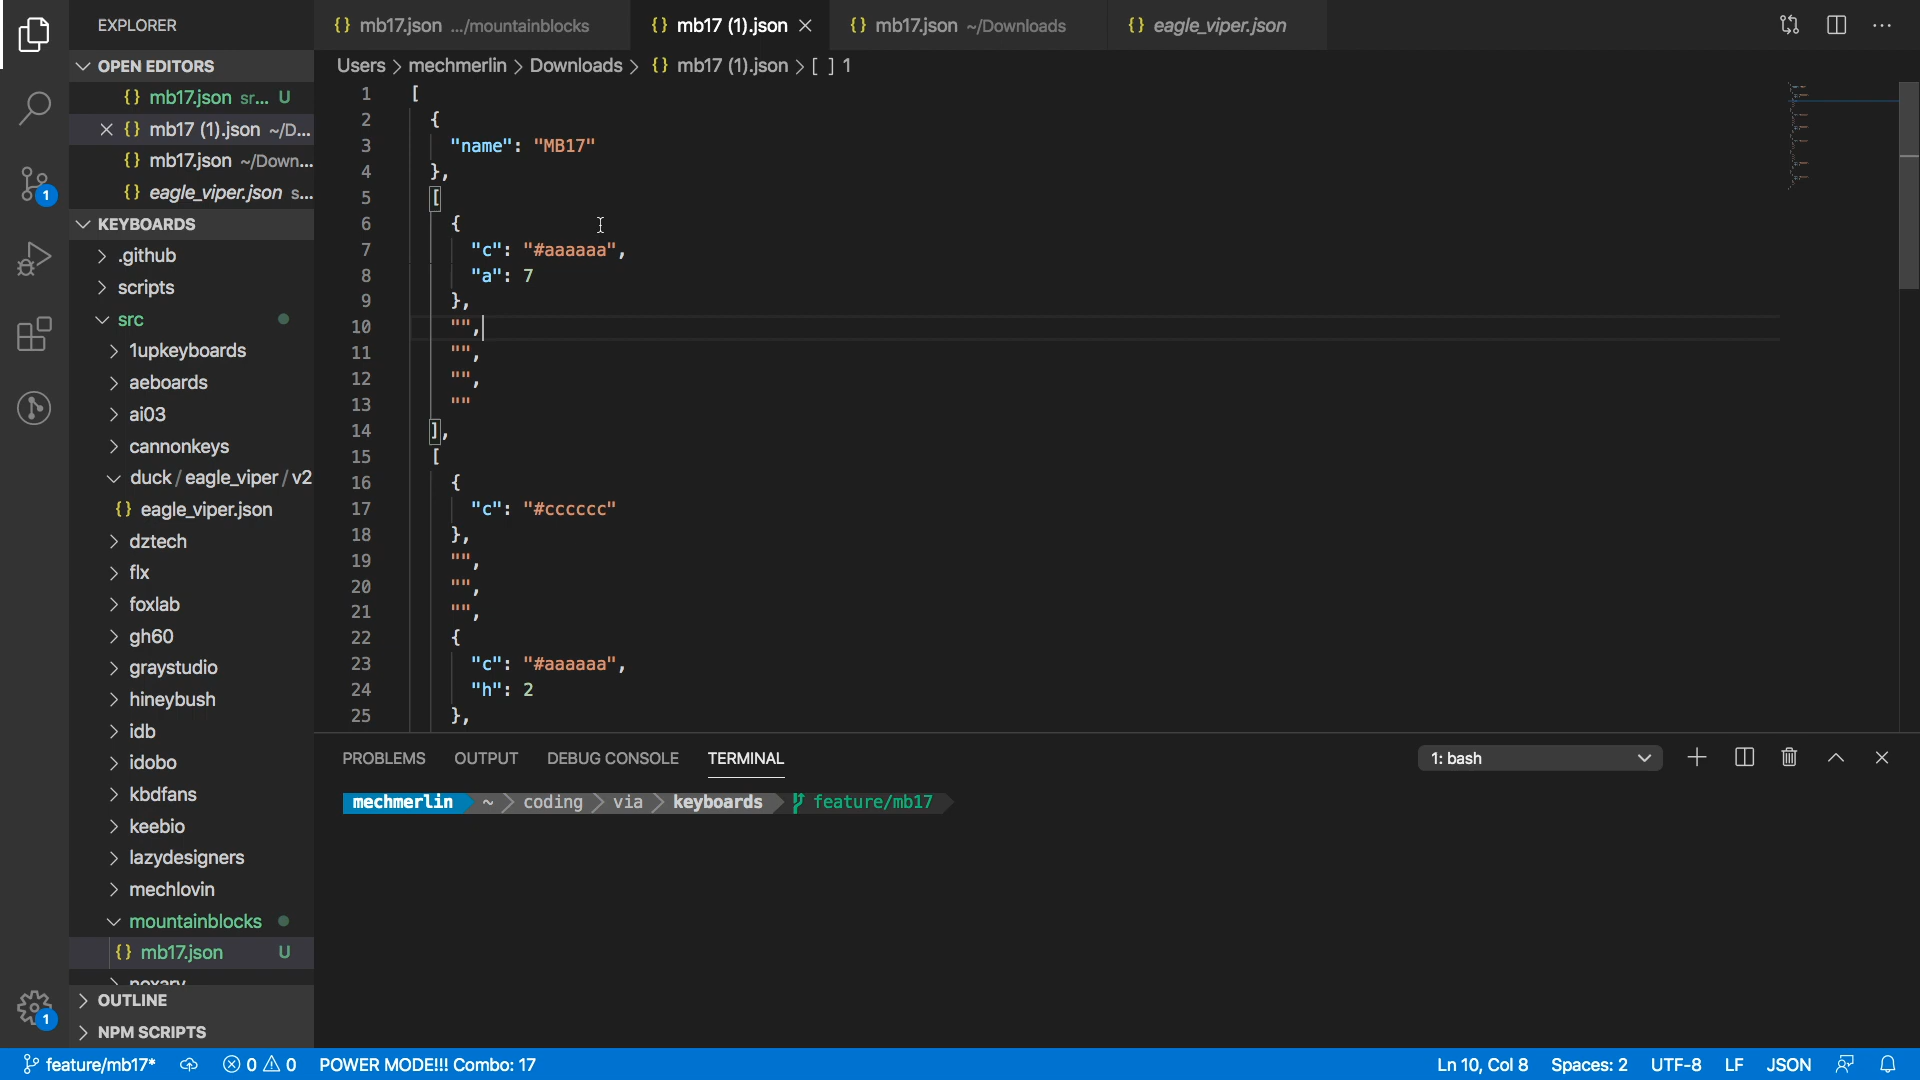 EXPLORER
OPEN EDITORS
{} mb17.json sr... U
{} mb17 (1).json ~/D...
{} mb17.json ~/Down...
{} eagle_viper.json s...
KEYBOARDS
.github
scripts
src
1upkeyboards
aeboards
ai03
cannonkeys
duck / eagle_viper / v2
{} eagle_viper.json
dztech
flx
foxlab
gh60
graystudio
hineybush
idb
idobo
kbdfans
keebio
lazydesigners
mechlovin
mountainblocks
{} mb17.json U
noxary
OUTLINE
NPM SCRIPTS
{} mb17.json .../mountainblocks {} mb17 (1).json {} mb17.json ~/Downloads {} eagle_viper.json
Users > mechmerlin > Downloads > {} mb17 (1).json > [ ] 1
1 [
2 {
3 "name": "MB17"
4 },
5 [
6 {
7 "c": "#aaaaaa",
8 "a": 7
9 },
10 "",
11 "",
12 "",
13 ""
14 ],
15 [
16 {
17 "c": "#cccccc"
18 },
19 "",
20 "",
21 "",
22 {
23 "c": "#aaaaaa",
24 "h": 2
25 },
PROBLEMS OUTPUT DEBUG CONSOLE TERMINAL 1: bash
mechmerlin ~ coding via keyboards feature/mb17
1
1
feature/mb17* 0 0 POWER MODE!!! Combo: 17 Ln 10, Col 8 Spaces: 2 UTF-8 LF JSON